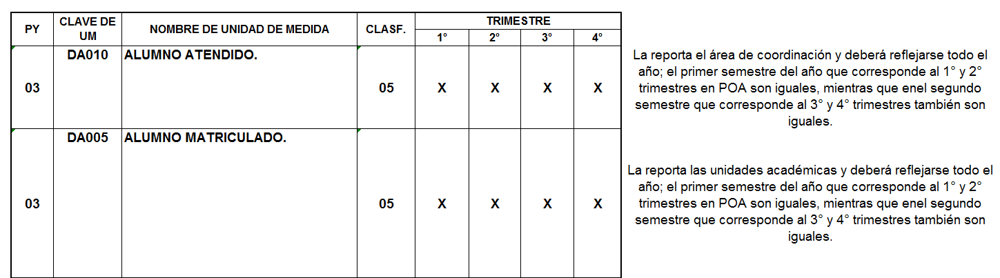 PY CLAVE DE UM NOMBRE DE UNIDAD DE MEDIDA CLASF. TRIMESTRE
1° 2° 3° 4°
03 DA010 ALUMNO ATENDIDO. 05 X X X X
La reporta el área de coordinación y deberá reflejarse todo el
año; el primer semestre del año que corresponde al 1° y 2°
trimestres en POA son iguales, mientras que enel segundo
semestre que corresponde al 3° y 4° trimestres también son
iguales.
03 DA005 ALUMNO MATRICULADO. 05 X X X X
La reporta las unidades académicas y deberá reflejarse todo el
año; el primer semestre del año que corresponde al 1° y 2°
trimestres en POA son iguales, mientras que enel segundo
semestre que corresponde al 3° y 4° trimestres también son
iguales.